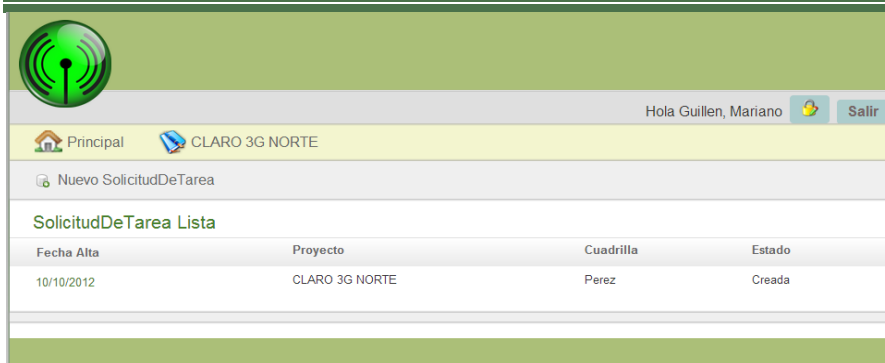 Hola Guillen, Mariano Salir
Principal CLARO 3G NORTE
Nuevo SolicitudDeTarea
SolicitudDeTarea Lista
Fecha Alta Proyecto Cuadrilla Estado
10/10/2012 CLARO 3G NORTE Perez Creada